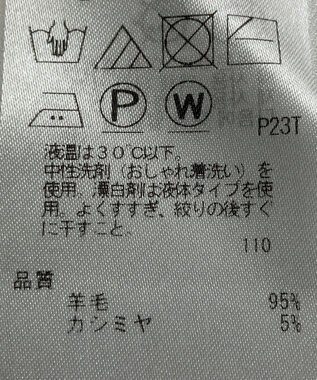 P
W
P23T
液温は30℃以下。
中性洗剤（おしゃれ着洗い）を
使用。漂白剤は液体タイプを使
用。よくすすぎ、絞りの後すぐ
に干すこと。
110
品質
羊毛 95%
カシミヤ 5%